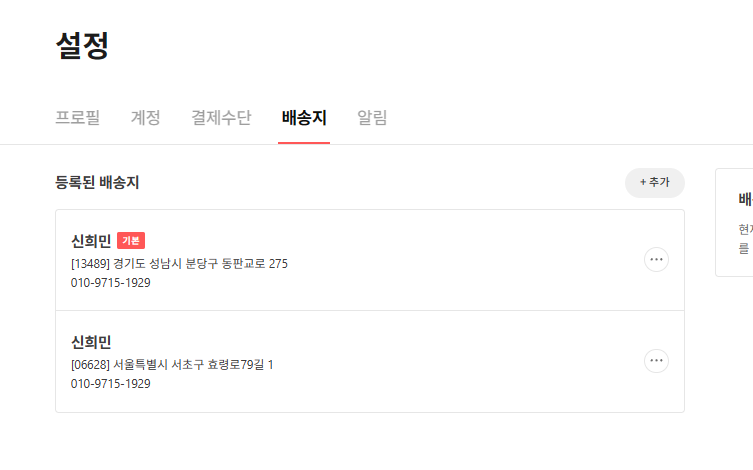 설정
프로필 계정 결제수단 배송지 알림
등록된 배송지 + 추가
신희민 기본
[13489] 경기도 성남시 분당구 동판교로 275
010-9715-1929
신희민
[06628] 서울특별시 서초구 효령로79길 1
010-9715-1929
를